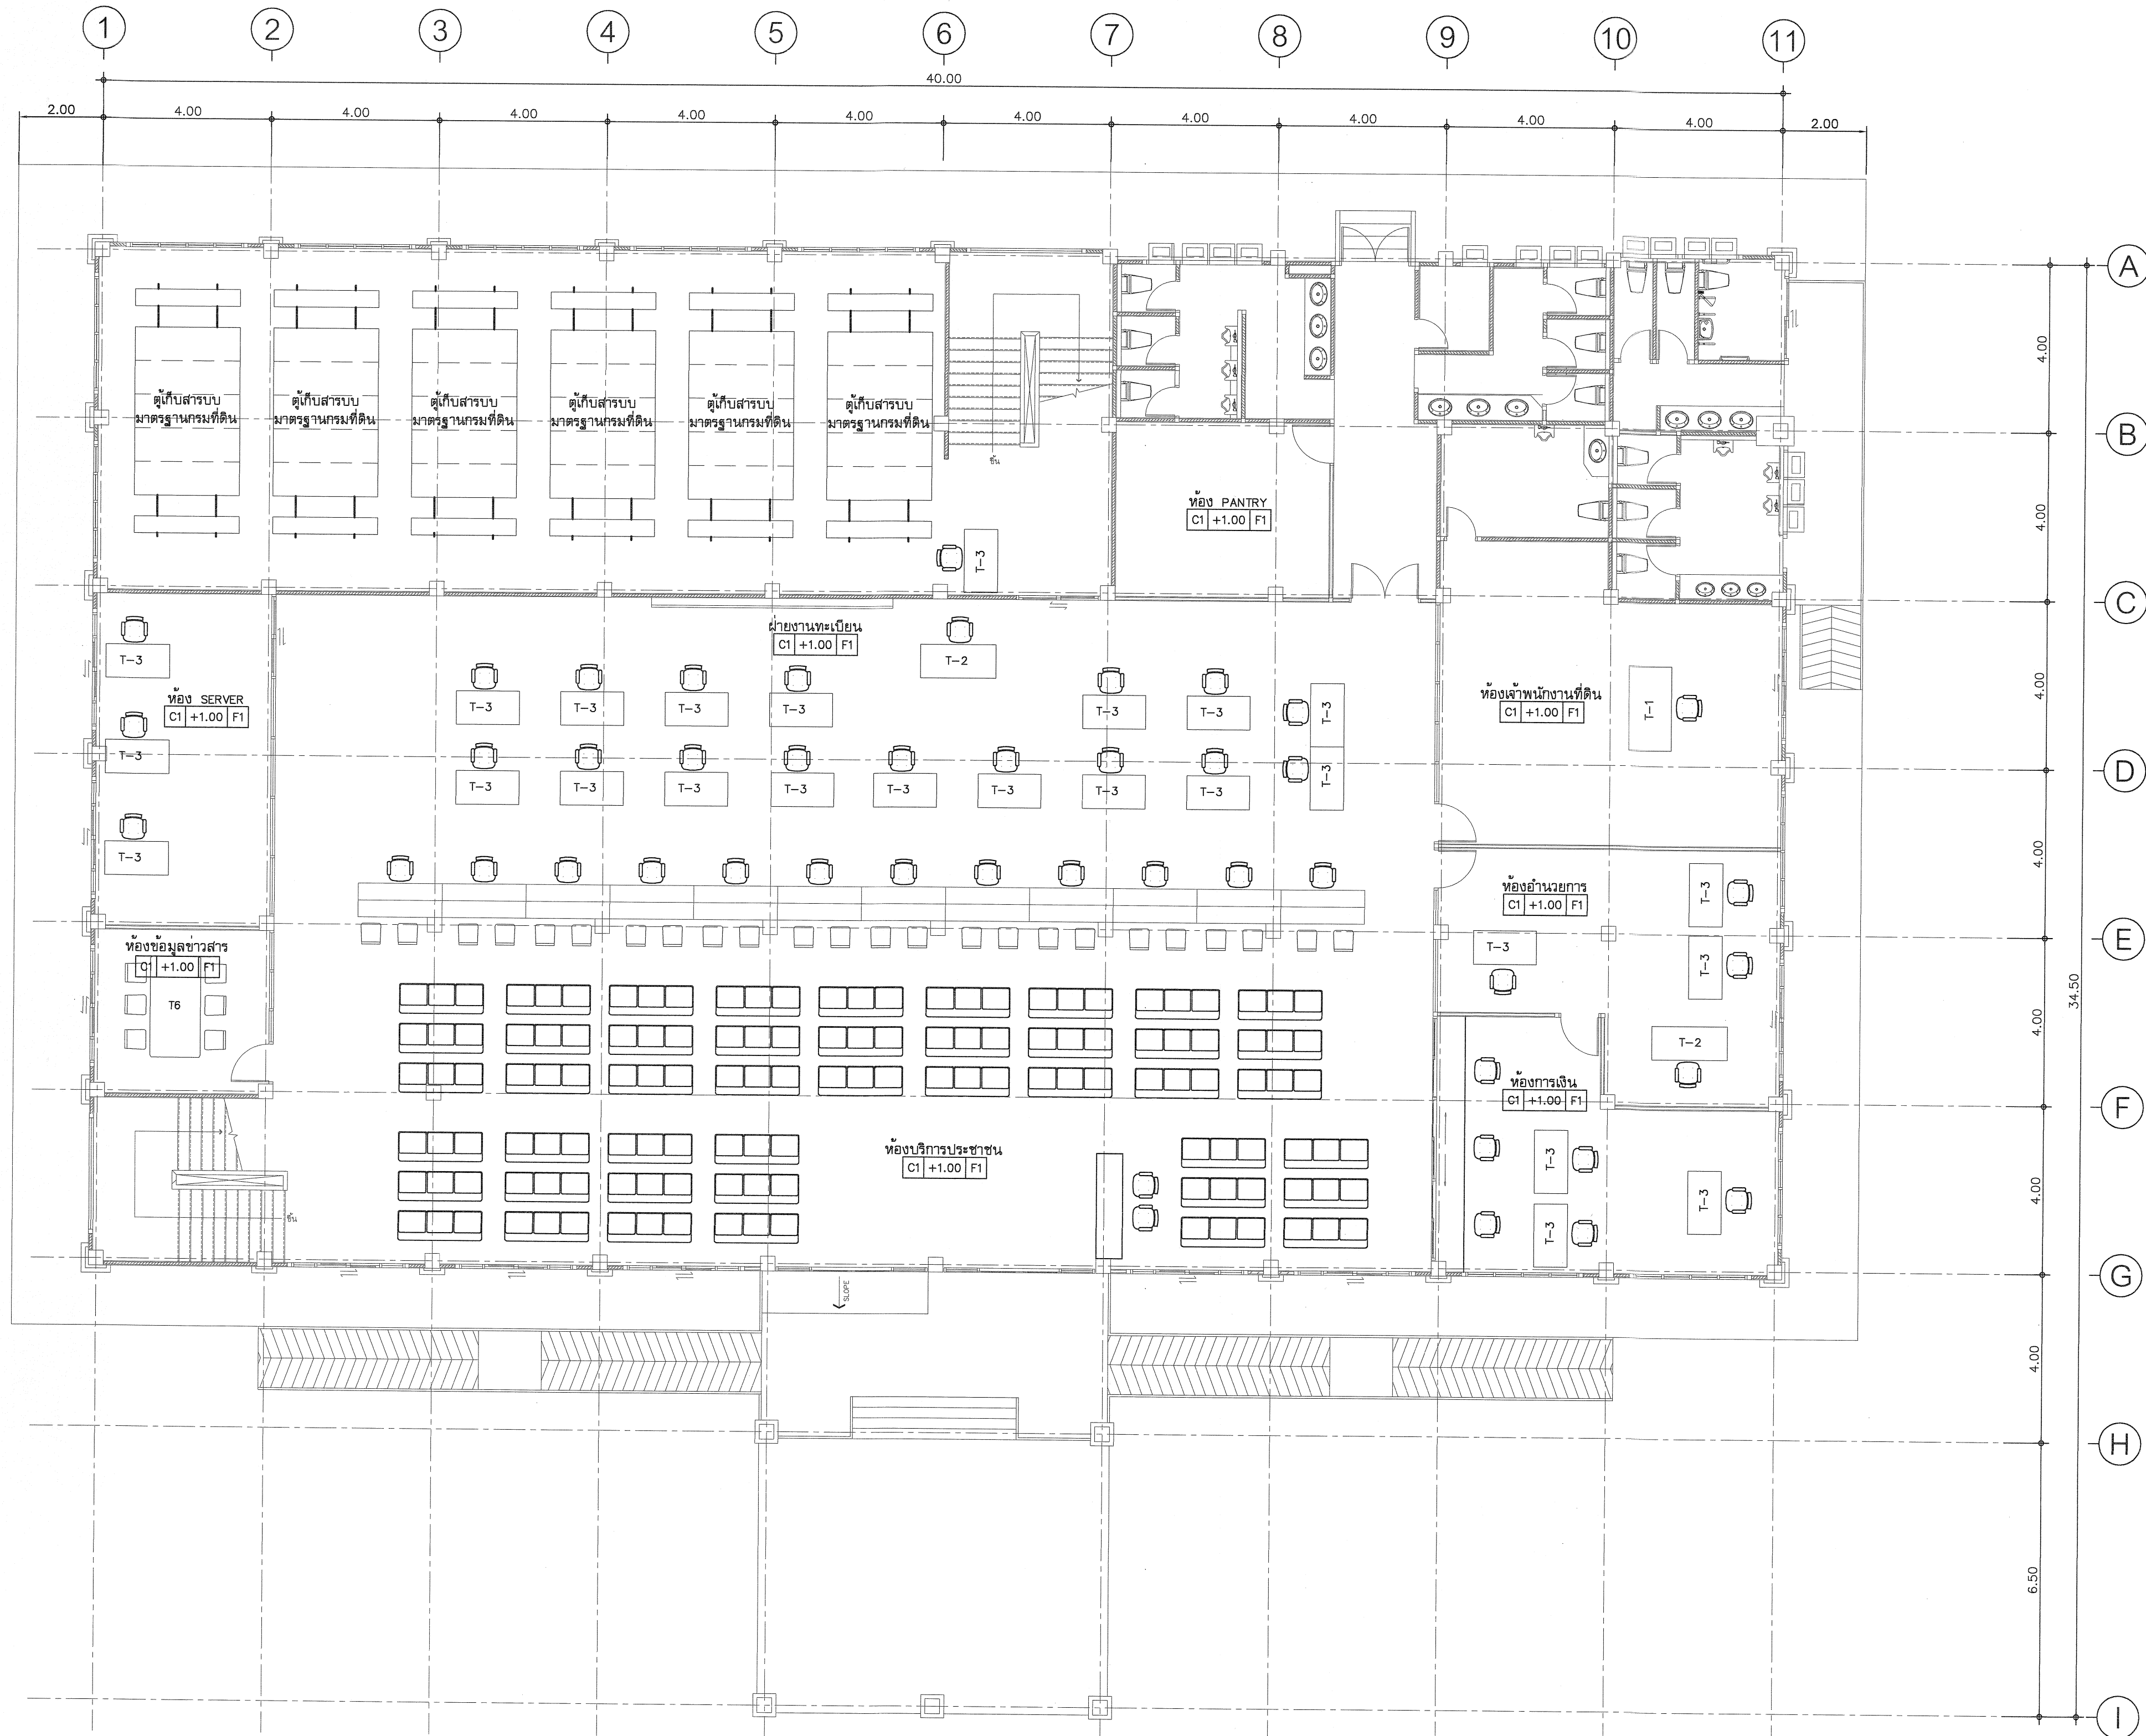 1 2 3 4 5 6 7 8 9 10 11
40.00
2.00 4.00 4.00 4.00 4.00 4.00 4.00 4.00 4.00 4.00 4.00 2.00
A
4.00
ตู้เก็บสารบบ ตู้เก็บสารบบ ตู้เก็บสารบบ ตู้เก็บสารบบ ตู้เก็บสารบบ ตู้เก็บสารบบ
มาตรฐานกรมที่ดิน มาตรฐานกรมที่ดิน มาตรฐานกรมที่ดิน มาตรฐานกรมที่ดิน มาตรฐานกรมที่ดิน มาตรฐานกรมที่ดิน
B
ขึ้น
ห้อง PANTRY
C1 +1.00 F1
4.00
T-3
C
ฝ่ายงานทะเบียน
C1 +1.00 F1
T-3
T-2
ห้อง SERVER
C1 +1.00 F1
T-3 T-3 T-3 T-3 T-3 T-3 T-3
ห้องเจ้าพนักงานที่ดิน
C1 +1.00 F1
T-1
4.00
T-3
D
T-3 T-3 T-3 T-3 T-3 T-3 T-3 T-3 T-3
T-3
4.00
ห้องอำนวยการ
C1 +1.00 F1
T-3
E
ห้องข้อมูลข่าวสาร
C1 +1.00 F1
T-3
T-3
T6
34.50
4.00
T-2
ห้องการเงิน
C1 +1.00 F1
F
ห้องบริการประชาชน
C1 +1.00 F1
T-3
4.00
ขึ้น
T-3
T-3
G
SLOPE
4.00
H
6.50
I